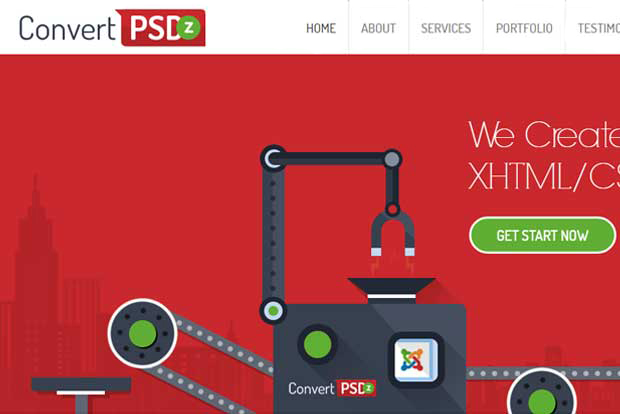 Convert PSDz
HOME ABOUT SERVICES PORTFOLIO TESTIMO
We Create
XHTML/CS
GET START NOW
Convert PSDz